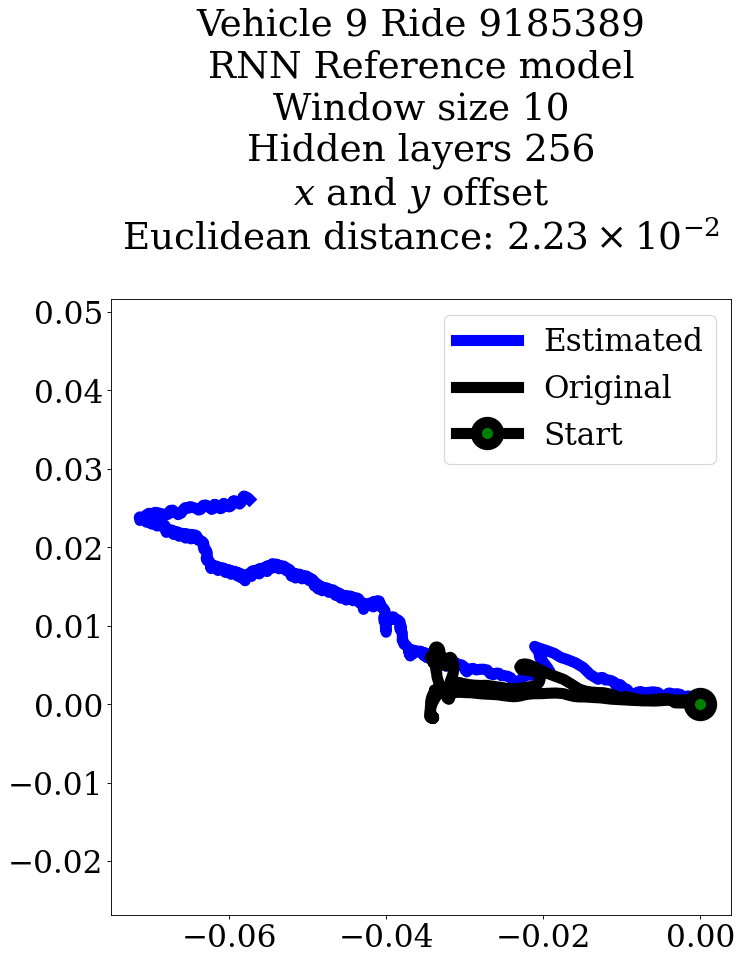 Vehicle 9 Ride 9185389
RNN Reference model
Window size 10
Hidden layers 256
x and y offset
Euclidean distance: 2.23 × 10⁻²
0.05
0.04
0.03
0.02
0.01
0.00
−0.01
−0.02
Estimated
Original
Start
−0.06
−0.04
−0.02
0.00